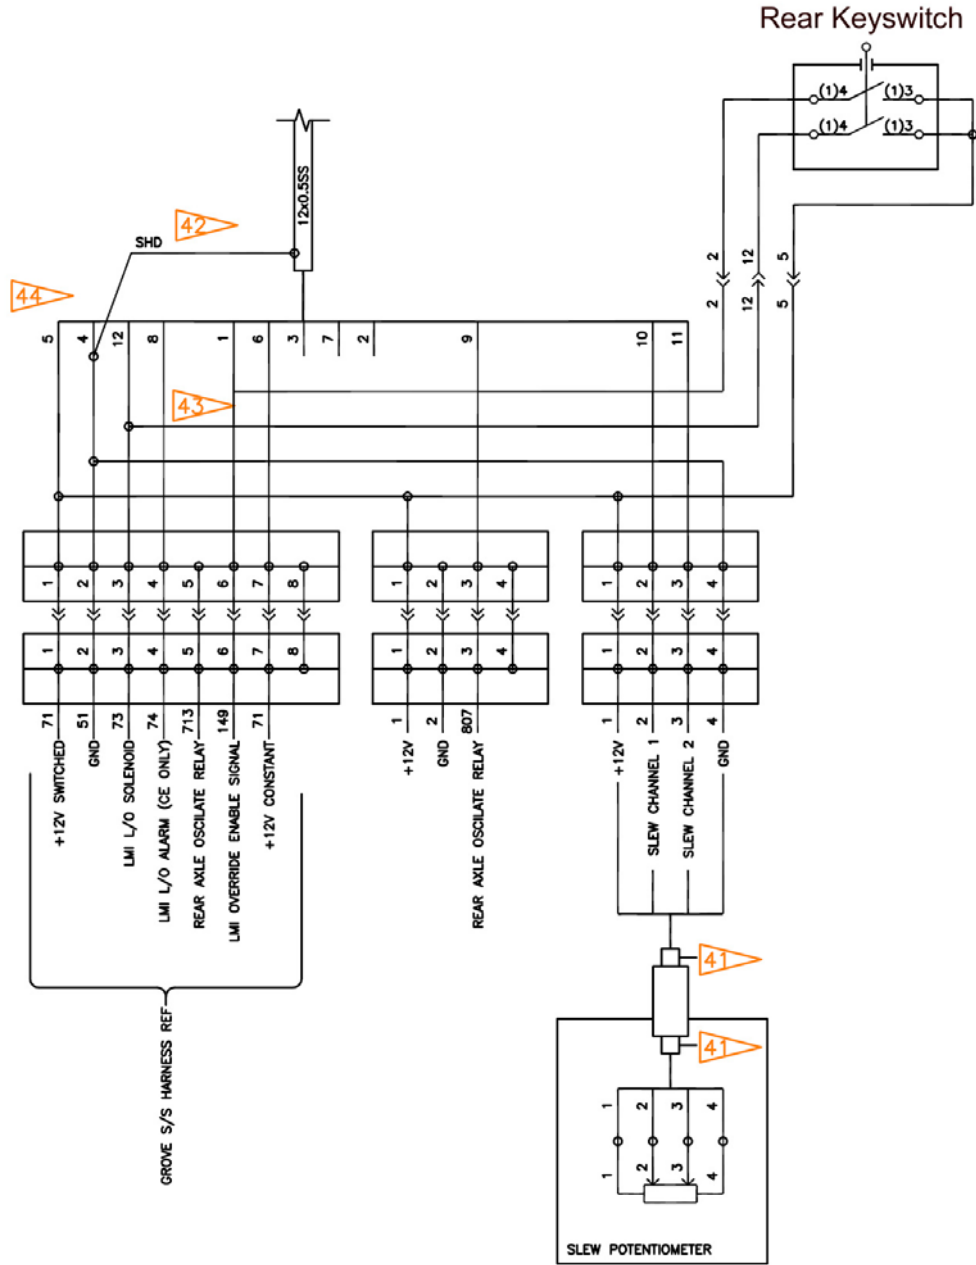 Rear Keyswitch
(1)4 (1)3
(1)4 (1)3
12x0.5SS
42
SHD
44
2 12 5
2 12 5
5 4 12 8 1 6 3 7 2 9 10 11
43
1 2 3 4 5 6 7 8
1 2 3 4
1 2 3 4
1 2 3 4 5 6 7 8
1 2 3 4
1 2 3 4
71 51 73 74 713 149 71
1 2 807
1 2 3 4
+12V SWITCHED
GND
LMI L/O SOLENOID
LMI L/O ALARM (CE ONLY)
REAR AXLE OSCILATE RELAY
LMI OVERRIDE ENABLE SIGNAL
+12V CONSTANT
+12V
GND
REAR AXLE OSCILATE RELAY
+12V
SLEW CHANNEL 1
SLEW CHANNEL 2
GND
GROVE S/S HARNESS REF
41
41
1 2 3 4
1 2 3 4
SLEW POTENTIOMETER